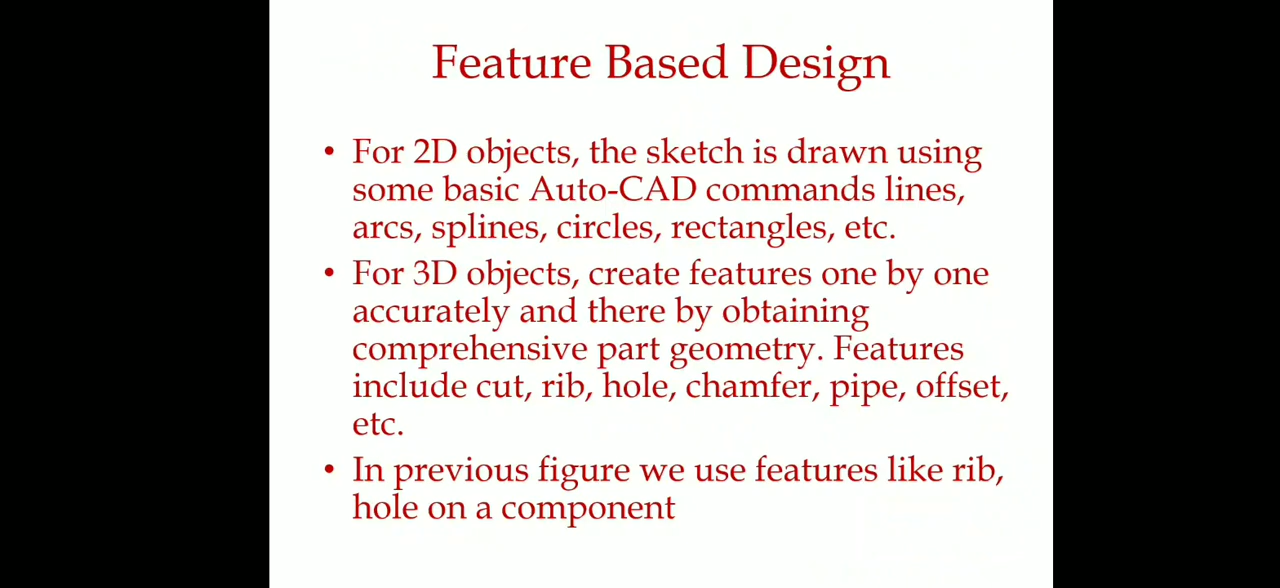 Feature Based Design
• For 2D objects, the sketch is drawn using
some basic Auto-CAD commands lines,
arcs, splines, circles, rectangles, etc.
• For 3D objects, create features one by one
accurately and there by obtaining
comprehensive part geometry. Features
include cut, rib, hole, chamfer, pipe, offset,
etc.
• In previous figure we use features like rib,
hole on a component